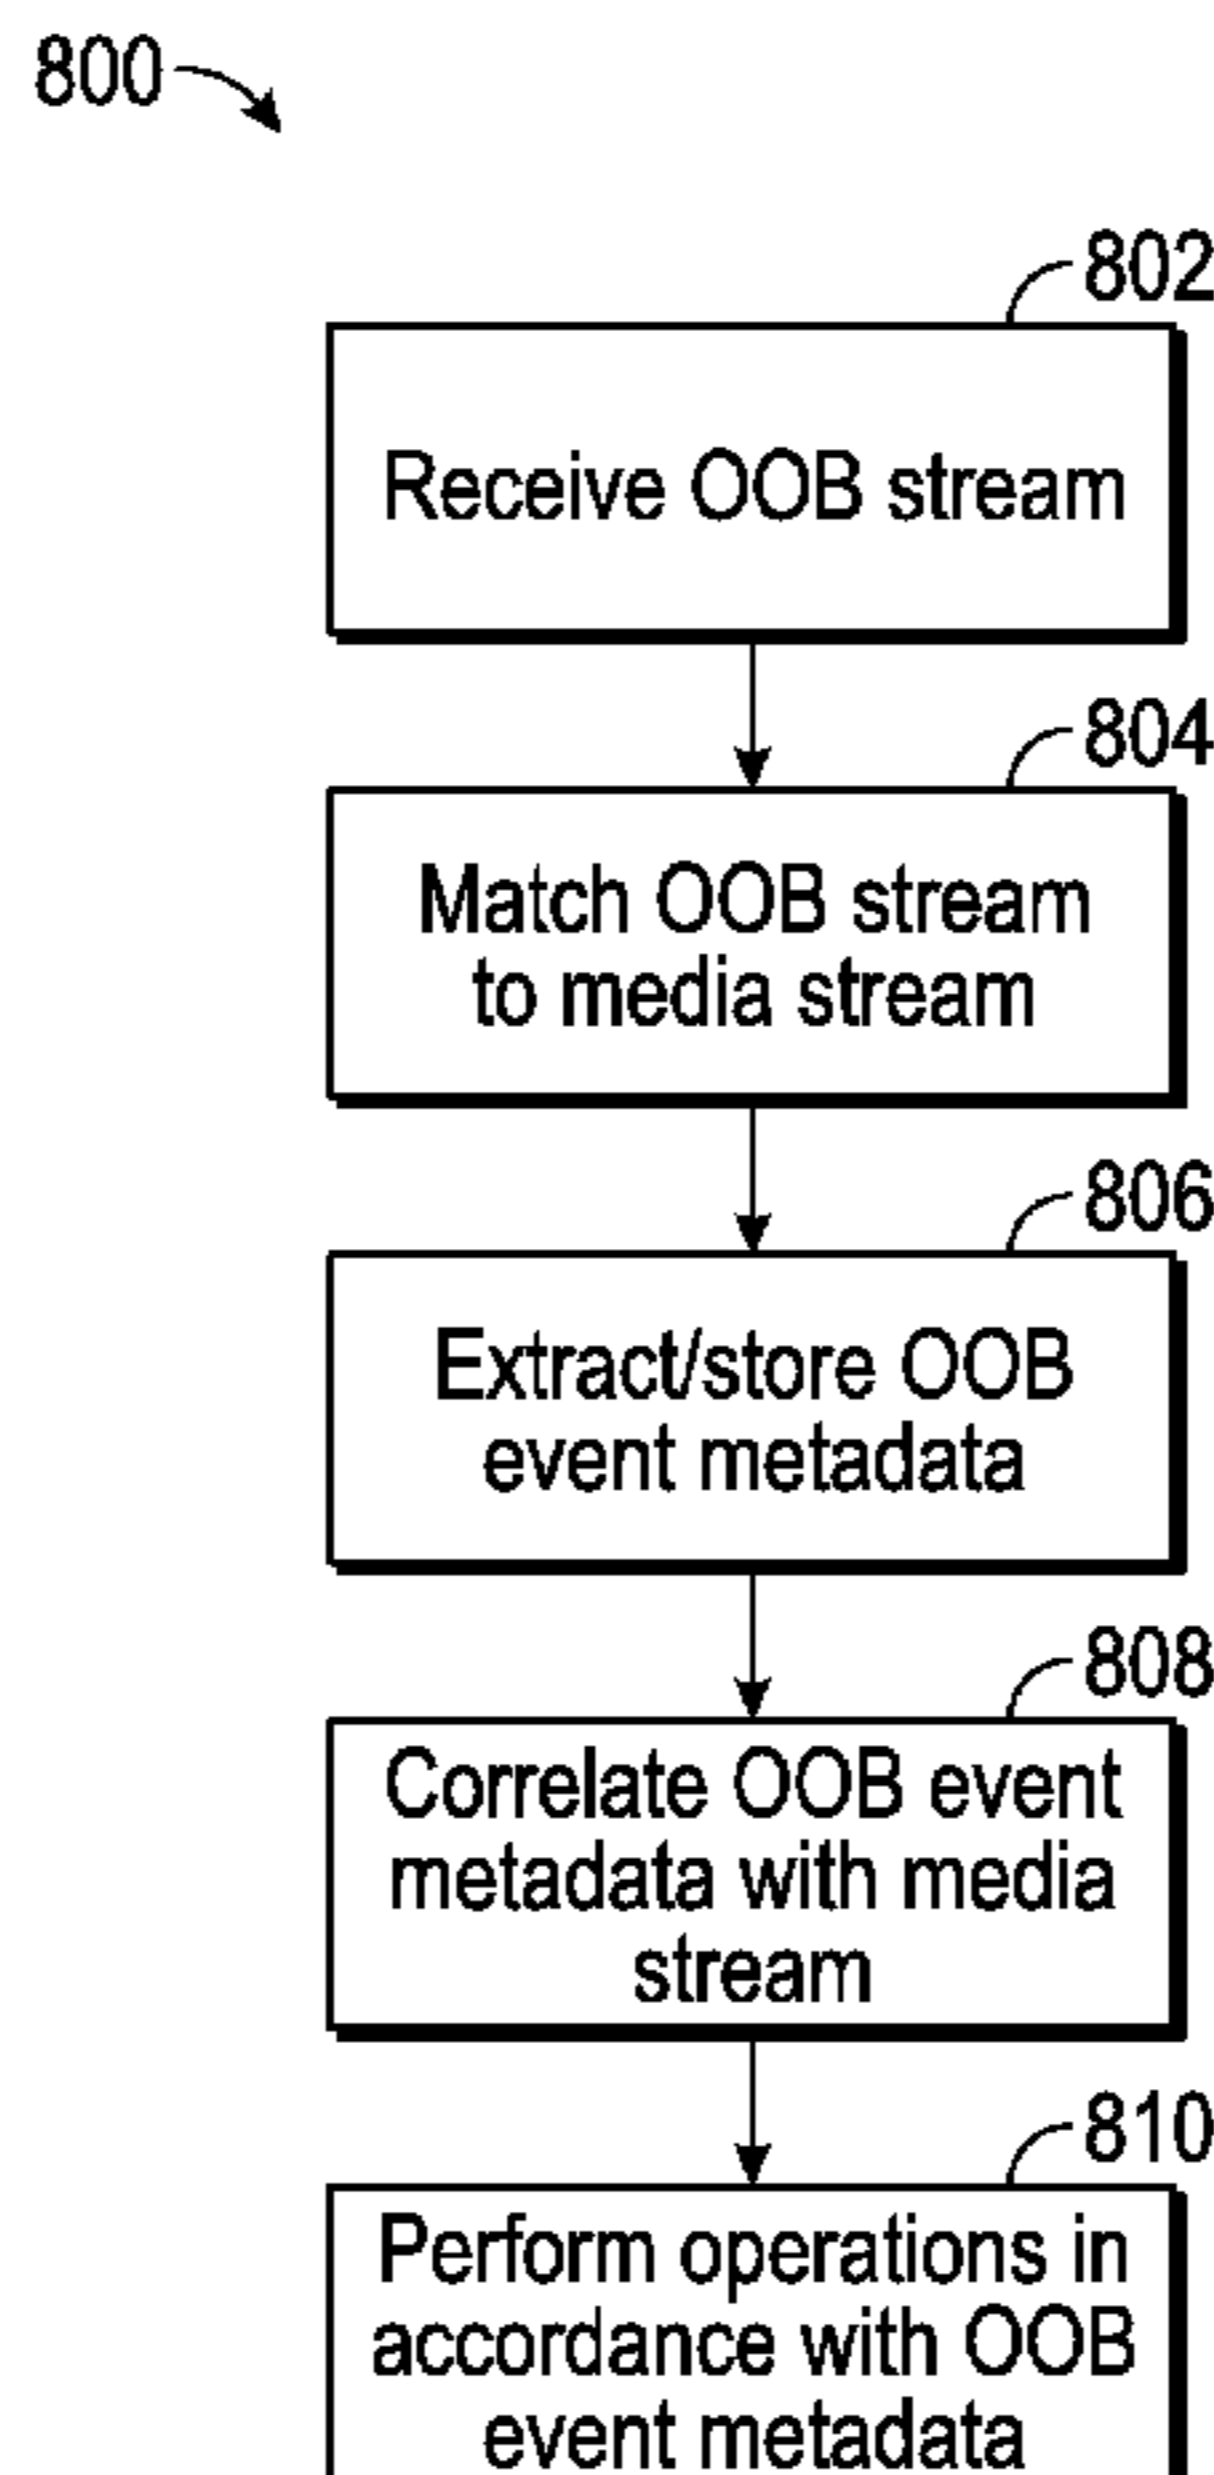 800
802
Receive OOB stream
804
Match OOB stream
to media stream
806
Extract/store OOB
event metadata
808
Correlate OOB event
metadata with media
stream
810
Perform operations in
accordance with OOB
event metadata